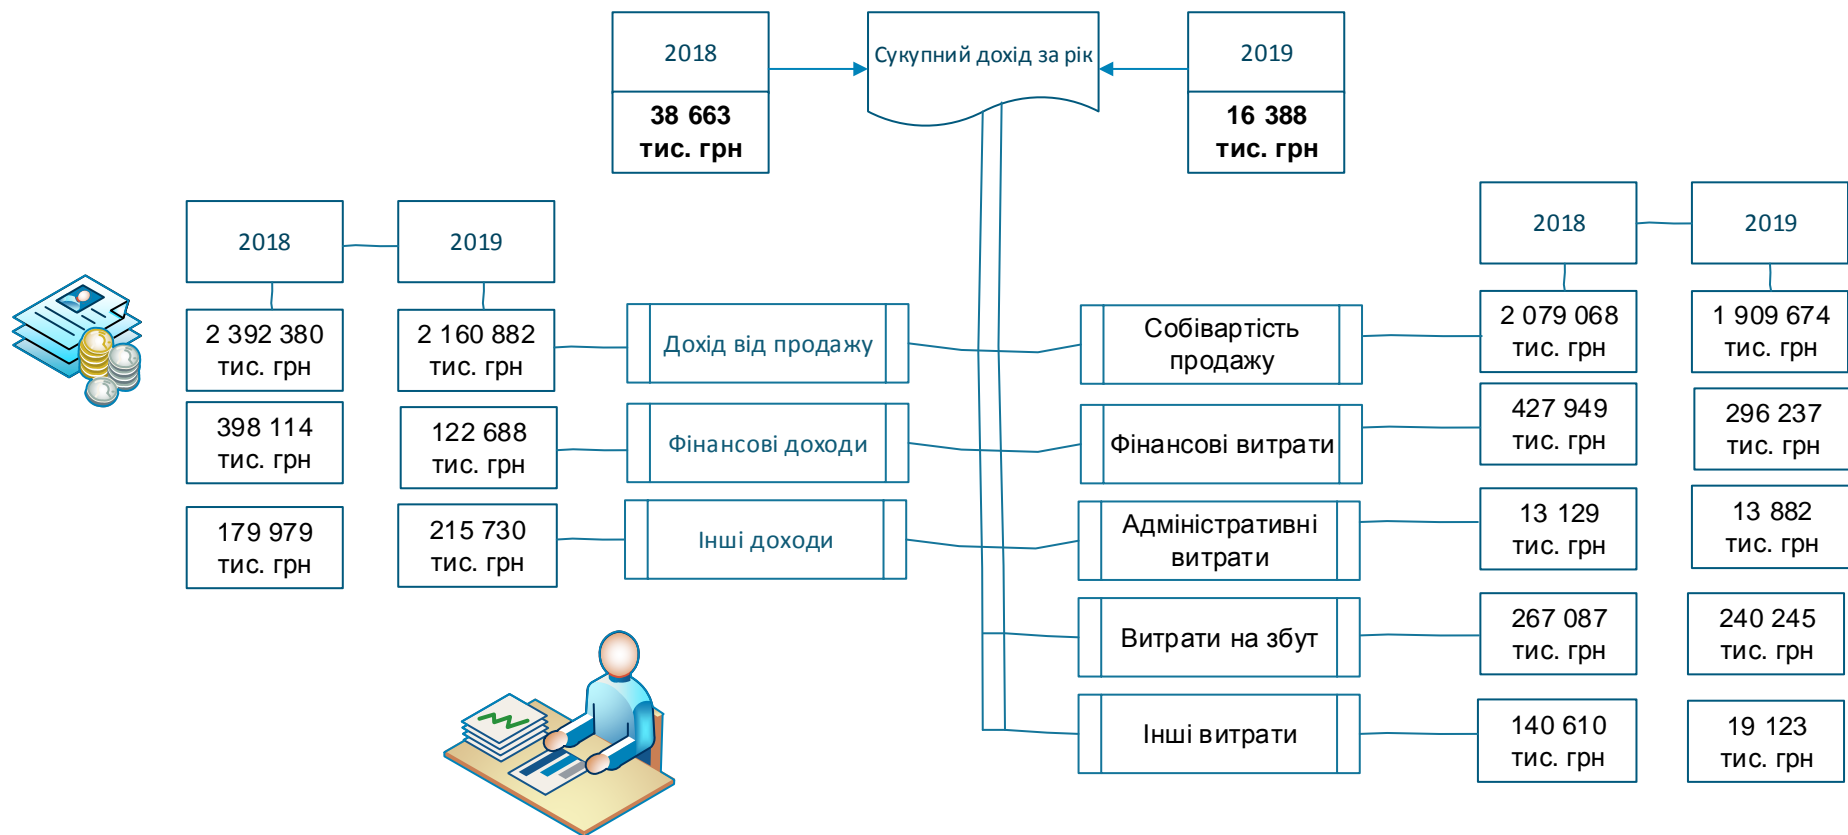 2018
Сукупний дохід за рік
2019
38 663
тис. грн
16 388
тис. грн
2018
2019
2018
2019
2 392 380
тис. грн
2 160 882
тис. грн
Дохід від продажу
Собівартість
продажу
2 079 068
тис. грн
1 909 674
тис. грн
398 114
тис. грн
122 688
тис. грн
Фінансові доходи
Фінансові витрати
427 949
тис. грн
296 237
тис. грн
179 979
тис. грн
215 730
тис. грн
Інші доходи
Адміністративні
витрати
13 129
тис. грн
13 882
тис. грн
Витрати на збут
267 087
тис. грн
240 245
тис. грн
Інші витрати
140 610
тис. грн
19 123
тис. грн